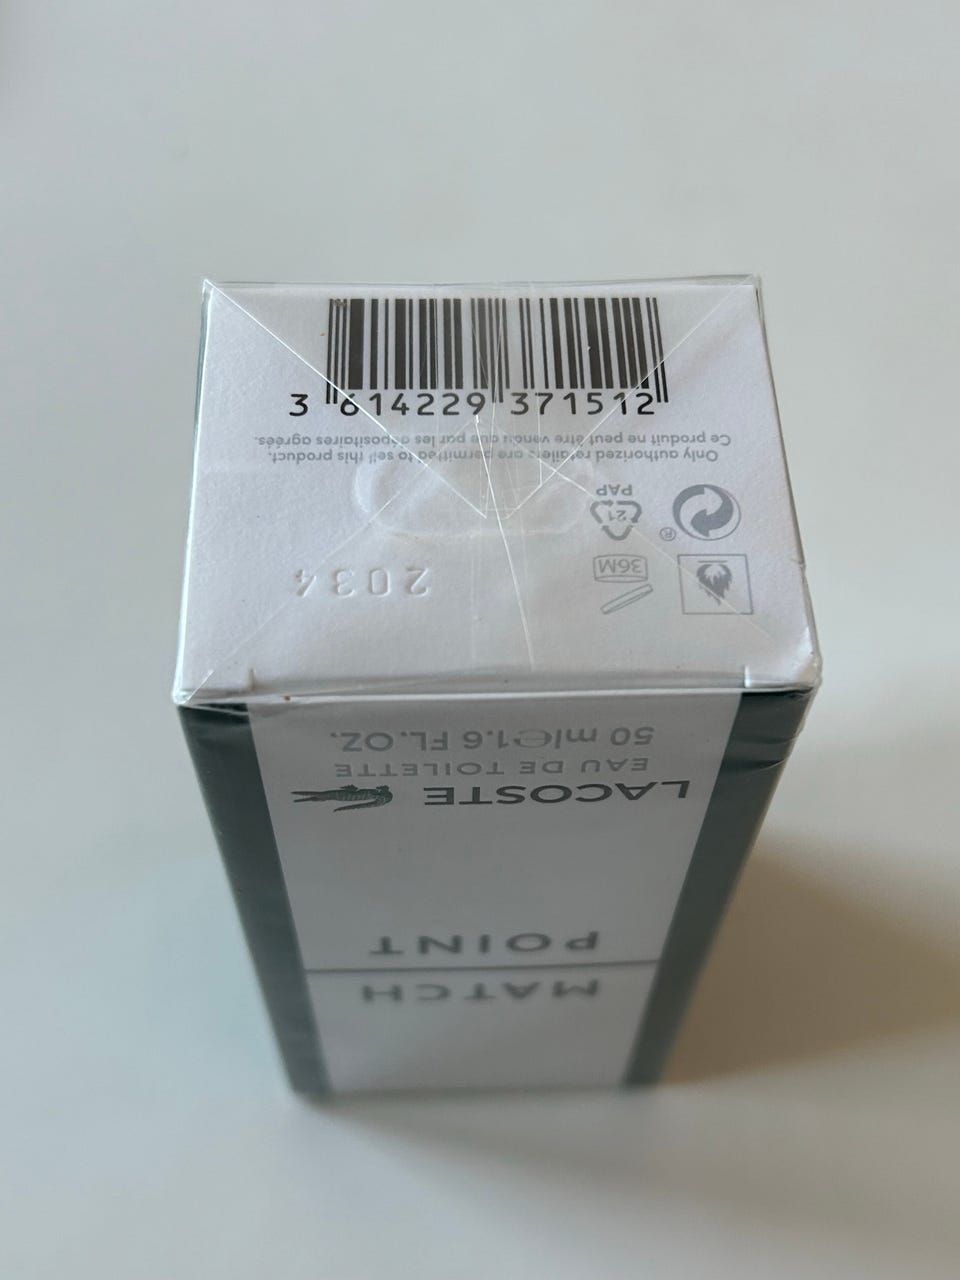 3 614229 371512
Ce produit ne peut être vendu que par les dépositaires agréés.
Only authorized retailers are permitted to sell this product.
21
PAP
®
36M
2034
50 ml e 1.6 FL.OZ.
EAU DE TOILETTE
LACOSTE
POINT
MATCH